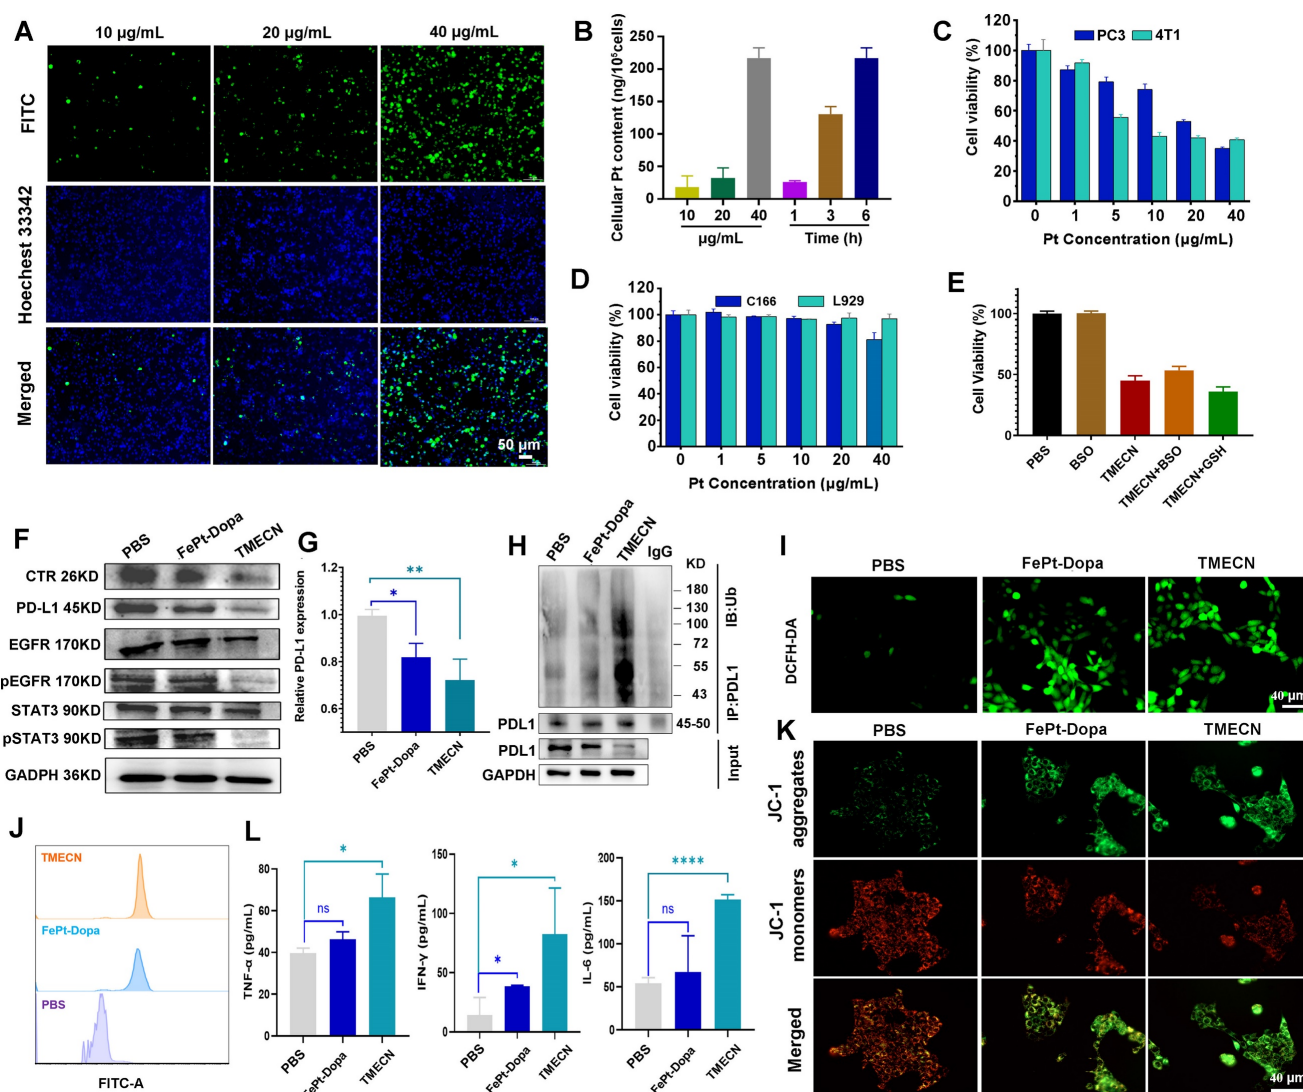 A
10 µg/mL
20 µg/mL
40 µg/mL
FITC
Hoechest 33342
Merged
50 µm
B
Cellular Pt content (ng/10⁵cells)
250
200
150
100
50
0
10 20 40 1 3 6
µg/mL Time (h)
C
Cell viability (%)
120
100
80
60
40
20
0
PC3 4T1
0 1 5 10 20 40
Pt Concentration (µg/mL)
D
Cell viability (%)
120
100
80
60
40
20
0
C166 L929
0 1 5 10 20 40
Pt Concentration (µg/mL)
E
Cell Viability (%)
100
50
0
PBS
BSO
TMECN
TMECN+BSO
TMECN+GSH
F
PBS
FePt-Dopa
TMECN
CTR 26KD
PD-L1 45KD
EGFR 170KD
pEGFR 170KD
STAT3 90KD
pSTAT3 90KD
GADPH 36KD
G
Relative PD-L1 expression
1.2
1.0
0.8
0.6
**
*
PBS
FePt-Dopa
TMECN
H
PBS
FePt-Dopa
TMECN
IgG
KD
180
130
100
72
55
43
IB:Ub
IP:PDL1
PDL1
45-50
PDL1
GAPDH
Input
I
PBS
FePt-Dopa
TMECN
DCFH-DA
40 µm
J
TMECN
FePt-Dopa
PBS
FITC-A
K
PBS
FePt-Dopa
TMECN
JC-1
aggregates
JC-1
monomers
Merged
40 µm
L
TNF-α (pg/mL)
80
60
40
20
0
*
ns
PBS
FePt-Dopa
TMECN
IFN-γ (pg/mL)
150
100
50
0
*
*
PBS
FePt-Dopa
TMECN
IL-6 (pg/mL)
200
150
100
50
0
****
ns
PBS
FePt-Dopa
TMECN